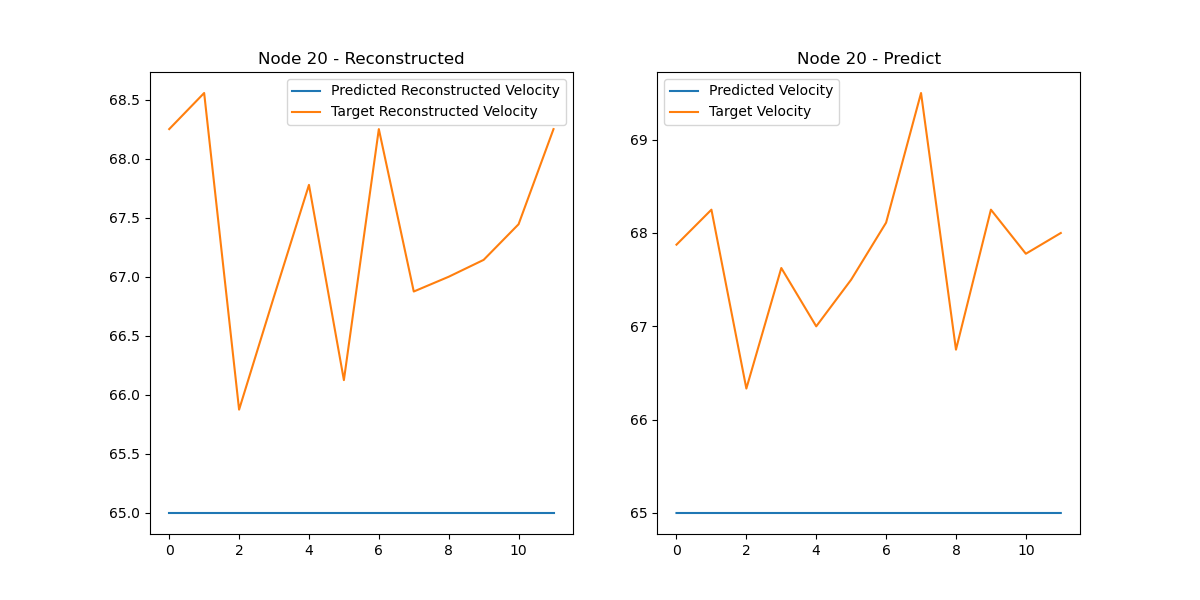 Node 20 - Reconstructed
Predicted Reconstructed Velocity
Target Reconstructed Velocity
68.5
68.0
67.5
67.0
66.5
66.0
65.5
65.0
0 2 4 6 8 10
Node 20 - Predict
Predicted Velocity
Target Velocity
69
68
67
66
65
0 2 4 6 8 10